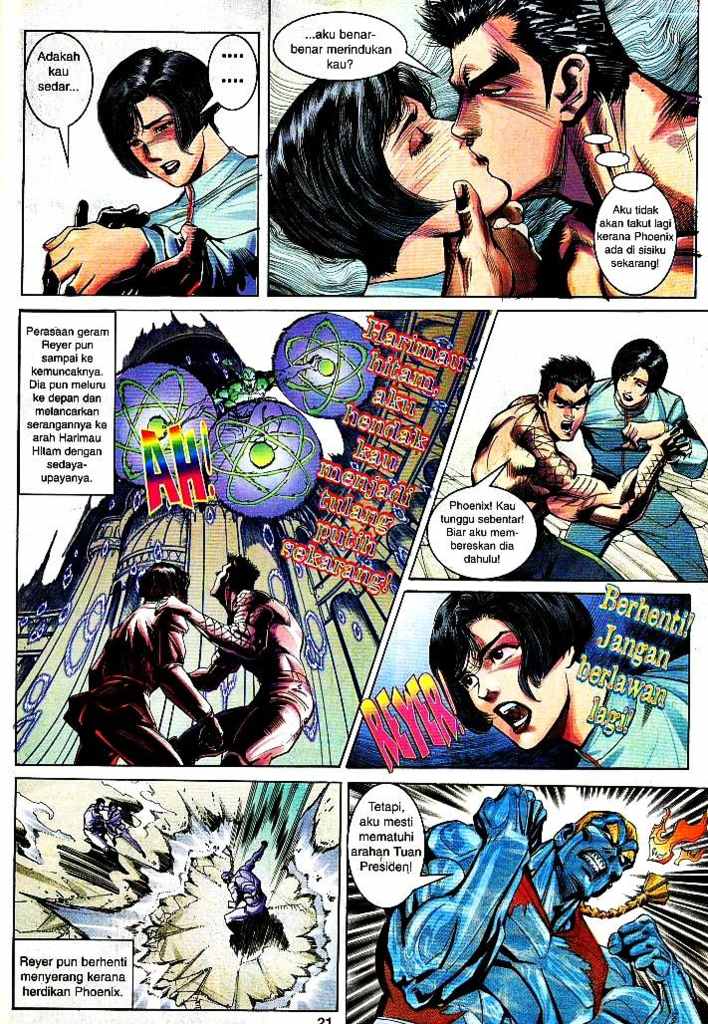 Adakah
kau
sedar...
....
....
...aku benar-
benar merindukan
kau?
Aku tidak
akan takut lagi
kerana Phoenix
ada di sisiku
sekarang!
Perasaan geram
Reyer pun
sampai ke
kemuncaknya.
Dia pun meluru
ke depan dan
melancarkan
serangannya ke
arah Harimau
Hitam dengan
sedaya-
upayanya.
AH!
Harimau
hitam,
aku
hendak
kau
menjadi
tulang
putih
sekarang!
Phoenix! Kau
tunggu sebentar!
Biar aku mem-
bereskan dia
dahulu!
REYER!
Berhenti!
Jangan
berlawan
lagi!
Reyer pun berhenti
menyerang kerana
herdikan Phoenix.
Tetapi,
aku mesti
mematuhi
arahan Tuan
Presiden!
21